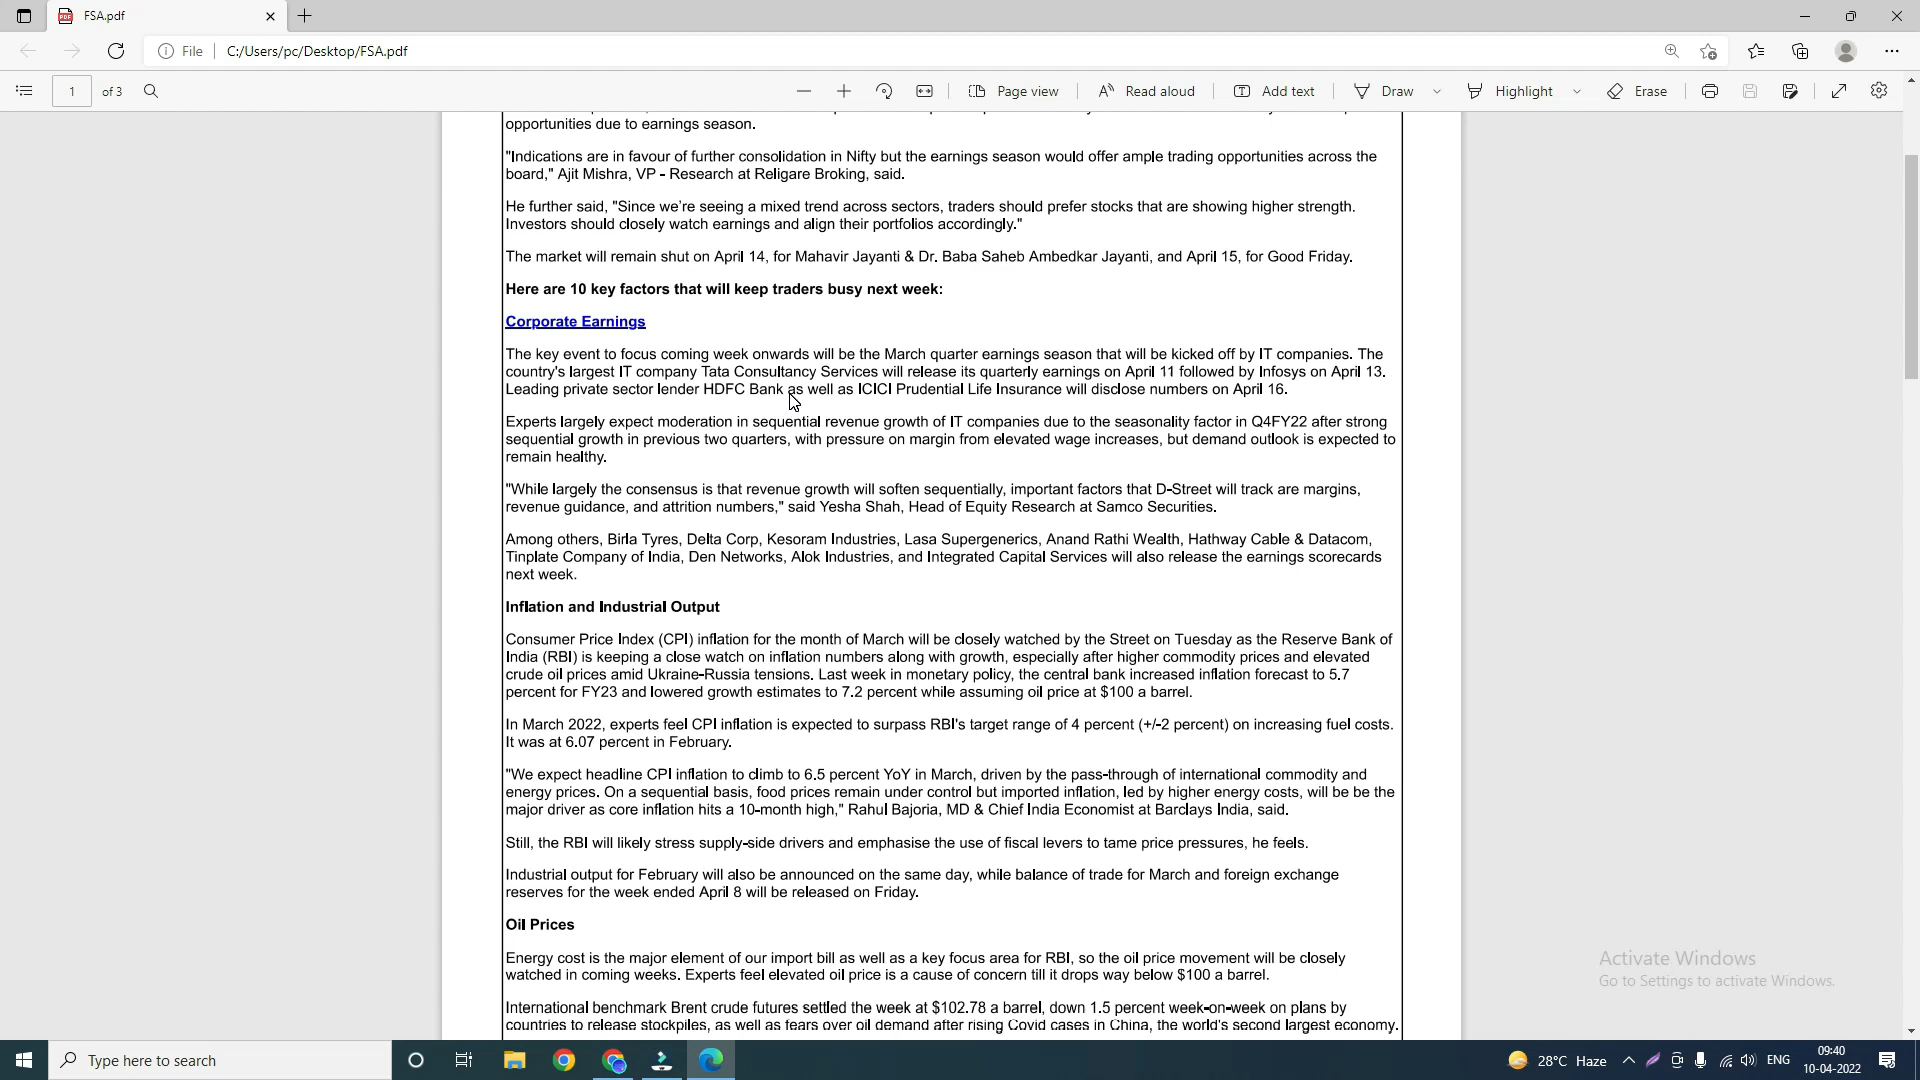 FSA.pdf
File
C:/Users/pc/Desktop/FSA.pdf
1 of 3
Page view
Read aloud
Add text
Draw
Highlight
Erase
opportunities due to earnings season.
"Indications are in favour of further consolidation in Nifty but the earnings season would offer ample trading opportunities across the
board," Ajit Mishra, VP - Research at Religare Broking, said.
He further said, "Since we're seeing a mixed trend across sectors, traders should prefer stocks that are showing higher strength.
Investors should closely watch earnings and align their portfolios accordingly."
The market will remain shut on April 14, for Mahavir Jayanti & Dr. Baba Saheb Ambedkar Jayanti, and April 15, for Good Friday.
Here are 10 key factors that will keep traders busy next week:
Corporate Earnings
The key event to focus coming week onwards will be the March quarter earnings season that will be kicked off by IT companies. The
country's largest IT company Tata Consultancy Services will release its quarterly earnings on April 11 followed by Infosys on April 13.
Leading private sector lender HDFC Bank as well as ICICI Prudential Life Insurance will disclose numbers on April 16.
Experts largely expect moderation in sequential revenue growth of IT companies due to the seasonality factor in Q4FY22 after strong
sequential growth in previous two quarters, with pressure on margin from elevated wage increases, but demand outlook is expected to
remain healthy.
"While largely the consensus is that revenue growth will soften sequentially, important factors that D-Street will track are margins,
revenue guidance, and attrition numbers," said Yesha Shah, Head of Equity Research at Samco Securities.
Among others, Birla Tyres, Delta Corp, Kesoram Industries, Lasa Supergenerics, Anand Rathi Wealth, Hathway Cable & Datacom,
Tinplate Company of India, Den Networks, Alok Industries, and Integrated Capital Services will also release the earnings scorecards
next week.
Inflation and Industrial Output
Consumer Price Index (CPI) inflation for the month of March will be closely watched by the Street on Tuesday as the Reserve Bank of
India (RBI) is keeping a close watch on inflation numbers along with growth, especially after higher commodity prices and elevated
crude oil prices amid Ukraine-Russia tensions. Last week in monetary policy, the central bank increased inflation forecast to 5.7
percent for FY23 and lowered growth estimates to 7.2 percent while assuming oil price at $100 a barrel.
In March 2022, experts feel CPI inflation is expected to surpass RBI's target range of 4 percent (+/-2 percent) on increasing fuel costs.
It was at 6.07 percent in February.
"We expect headline CPI inflation to climb to 6.5 percent YoY in March, driven by the pass-through of international commodity and
energy prices. On a sequential basis, food prices remain under control but imported inflation, led by higher energy costs, will be be the
major driver as core inflation hits a 10-month high," Rahul Bajoria, MD & Chief India Economist at Barclays India, said.
Still, the RBI will likely stress supply-side drivers and emphasise the use of fiscal levers to tame price pressures, he feels.
Industrial output for February will also be announced on the same day, while balance of trade for March and foreign exchange
reserves for the week ended April 8 will be released on Friday.
Oil Prices
Energy cost is the major element of our import bill as well as a key focus area for RBI, so the oil price movement will be closely
watched in coming weeks. Experts feel elevated oil price is a cause of concern till it drops way below $100 a barrel.
International benchmark Brent crude futures settled the week at $102.78 a barrel, down 1.5 percent week-on-week on plans by
countries to release stockpiles, as well as fears over oil demand after rising Covid cases in China, the world's second largest economy.
Activate Windows
Go to Settings to activate Windows.
Type here to search
28°C Haze
ENG
09:40
10-04-2022